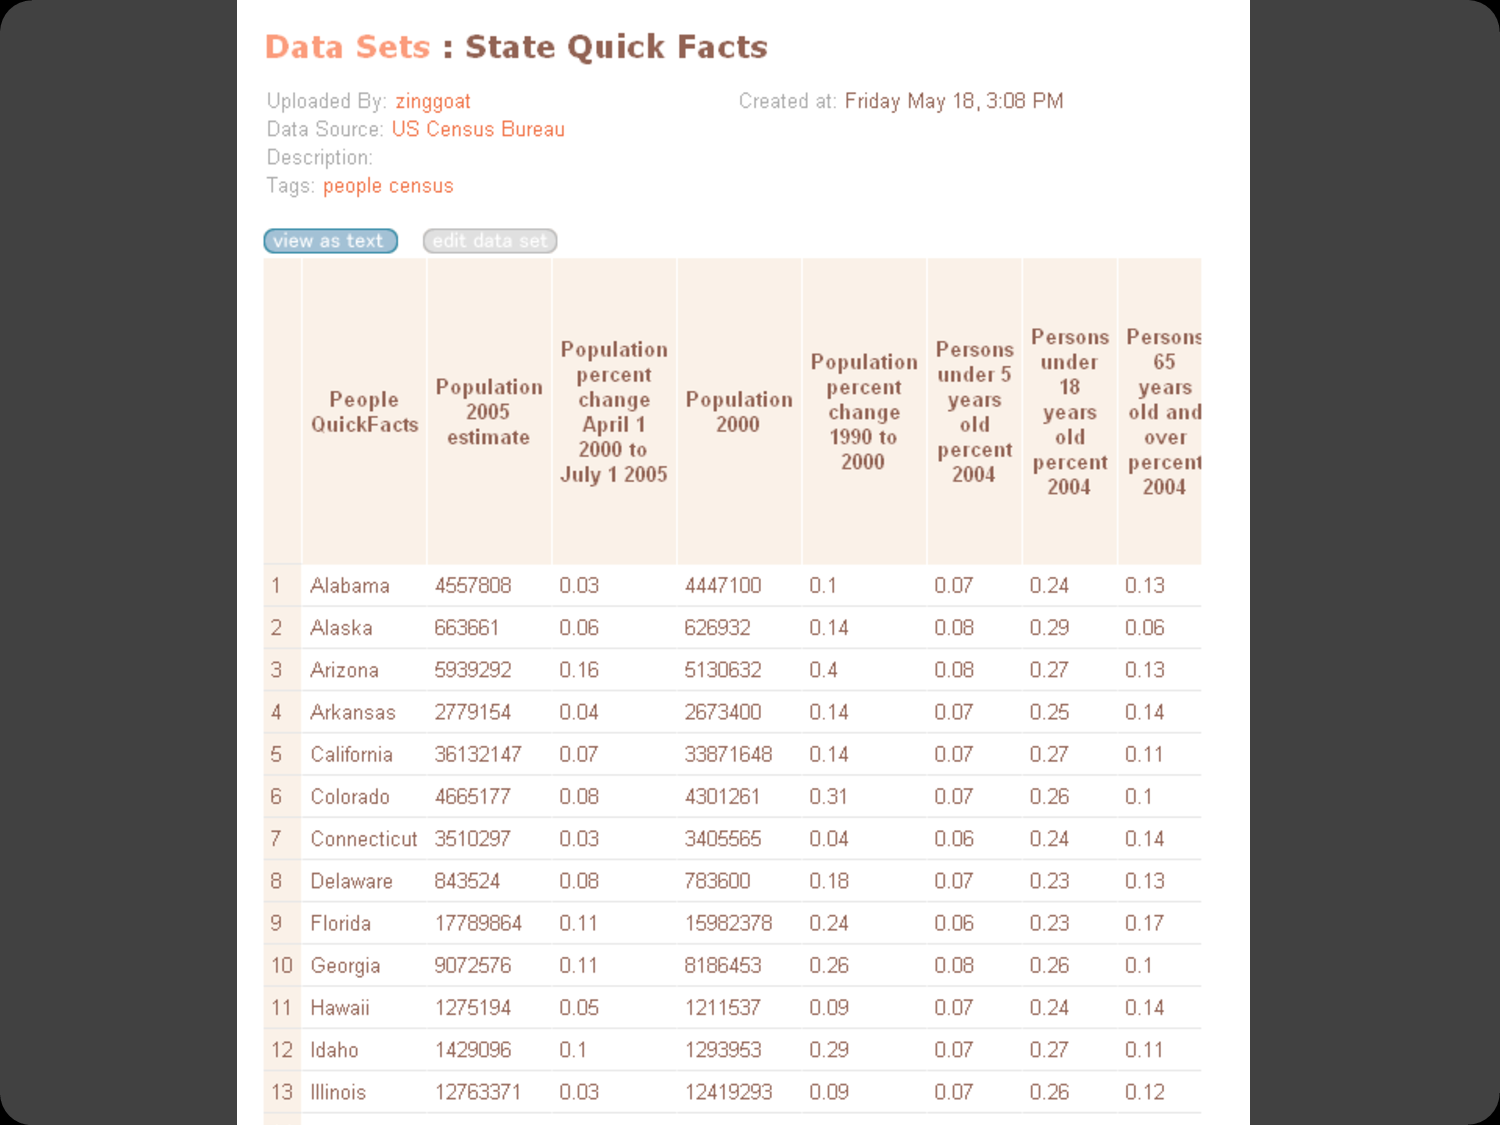 Data Sets : State Quick Facts
Uploaded By: zinggoat
Created at: Friday May 18, 3:08 PM
Data Source: US Census Bureau
Description:
Tags: people census
view as text
edit data set
People QuickFacts
Population 2005 estimate
Population percent change April 1 2000 to July 1 2005
Population 2000
Population percent change 1990 to 2000
Persons under 5 years old percent 2004
Persons under 18 years old percent 2004
Persons 65 years old and over percent 2004
1 Alabama 4557808 0.03 4447100 0.1 0.07 0.24 0.13
2 Alaska 663661 0.06 626932 0.14 0.08 0.29 0.06
3 Arizona 5939292 0.16 5130632 0.4 0.08 0.27 0.13
4 Arkansas 2779154 0.04 2673400 0.14 0.07 0.25 0.14
5 California 36132147 0.07 33871648 0.14 0.07 0.27 0.11
6 Colorado 4665177 0.08 4301261 0.31 0.07 0.26 0.1
7 Connecticut 3510297 0.03 3405565 0.04 0.06 0.24 0.14
8 Delaware 843524 0.08 783600 0.18 0.07 0.23 0.13
9 Florida 17789864 0.11 15982378 0.24 0.06 0.23 0.17
10 Georgia 9072576 0.11 8186453 0.26 0.08 0.26 0.1
11 Hawaii 1275194 0.05 1211537 0.09 0.07 0.24 0.14
12 Idaho 1429096 0.1 1293953 0.29 0.07 0.27 0.11
13 Illinois 12763371 0.03 12419293 0.09 0.07 0.26 0.12